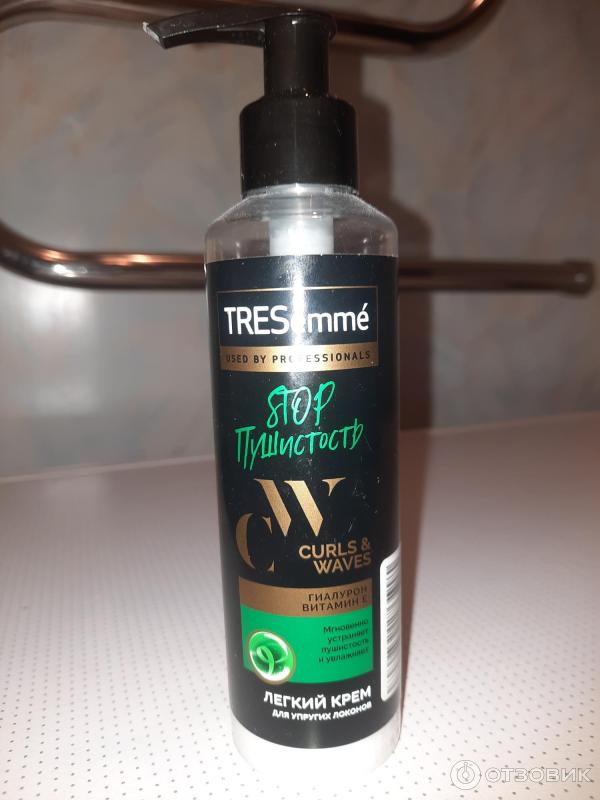 TRESemmé
USED BY PROFESSIONALS
STOP
Пушистость
CW
CURLS &
WAVES
ГИАЛУРОН
ВИТАМИН Е
Мгновенно
устраняет
пушистость
и увлажняет
ЛЕГКИЙ КРЕМ
ДЛЯ УПРУГИХ ЛОКОНОВ
ОТЗОВИК